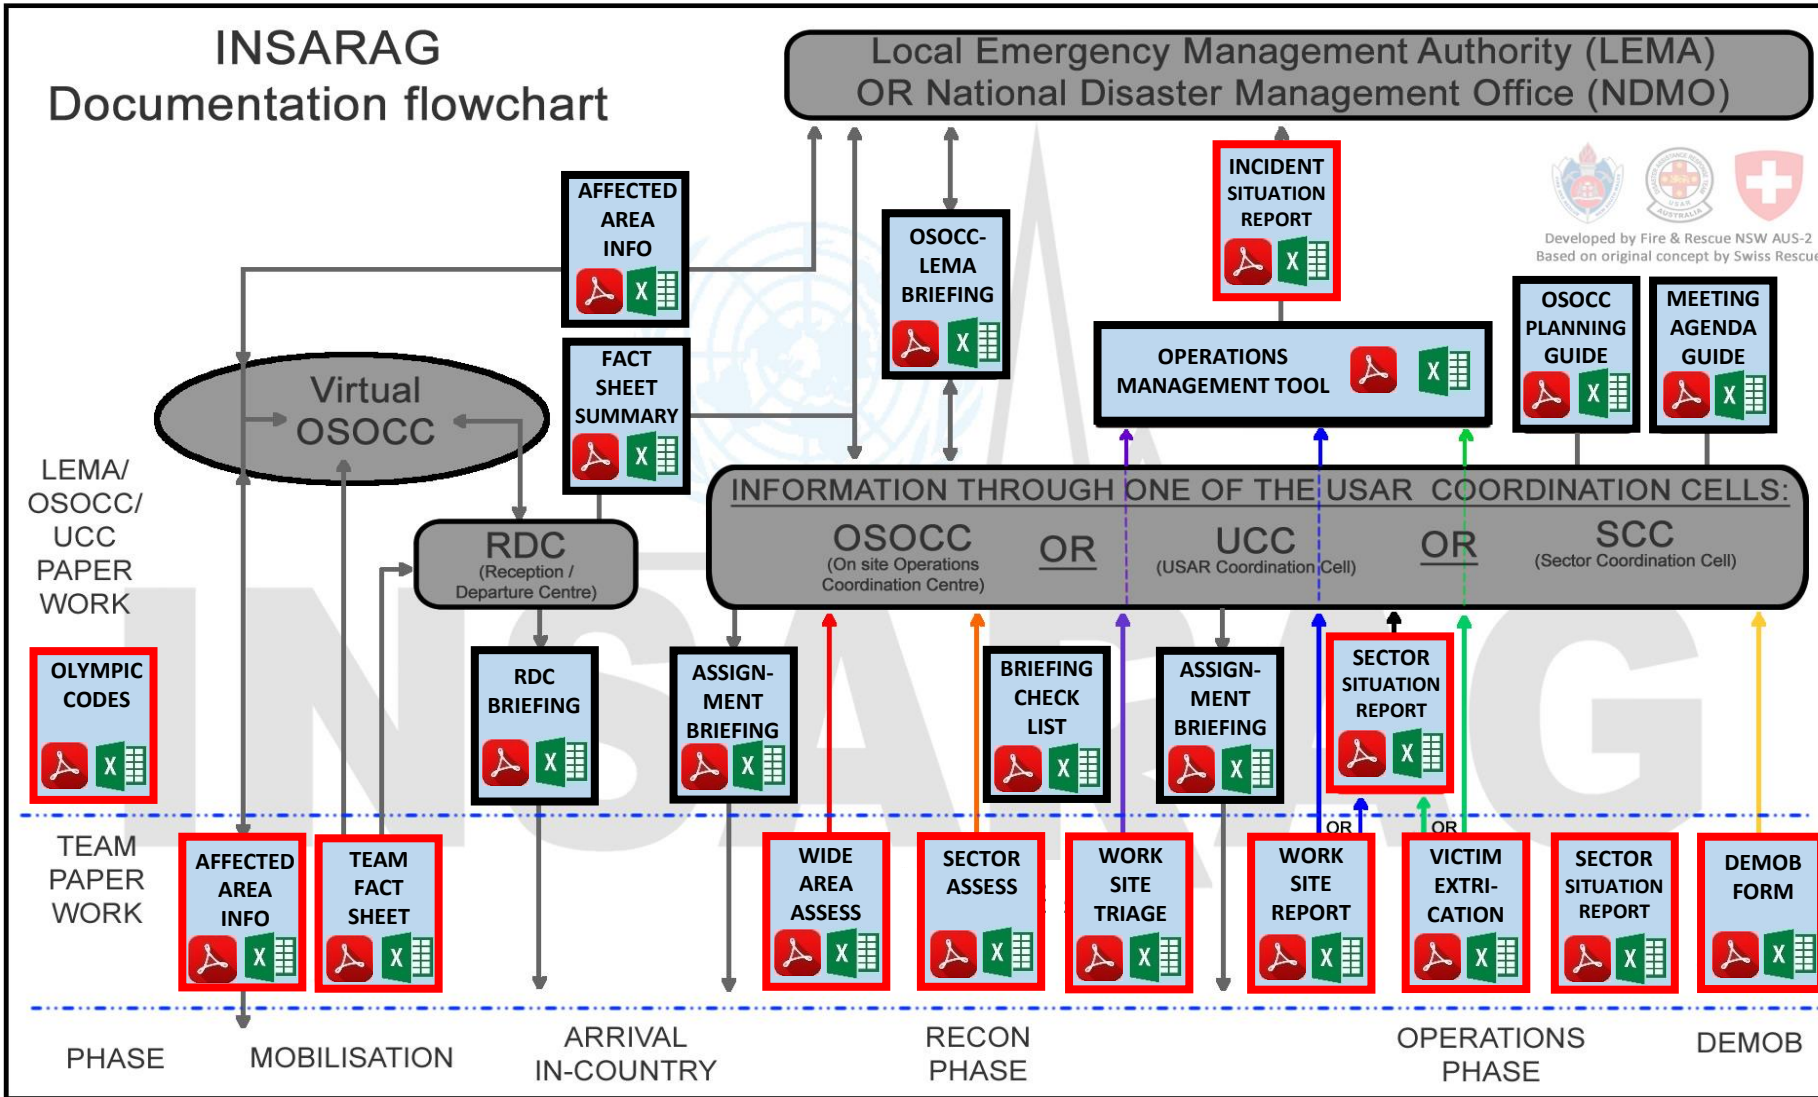 INSARAG
Documentation flowchart
Local Emergency Management Authority (LEMA)
OR National Disaster Management Office (NDMO)
AFFECTED
AREA
INFO
OSOCC-
LEMA
BRIEFING
INCIDENT
SITUATION
REPORT
USAR
AUSTRALIA
Developed by Fire & Rescue NSW AUS-2
Based on original concept by Swiss Rescue
OSOCC
PLANNING
GUIDE
MEETING
AGENDA
GUIDE
OPERATIONS
MANAGEMENT TOOL
FACT
SHEET
SUMMARY
Virtual
OSOCC
LEMA/
OSOCC/
UCC
PAPER
WORK
RDC
(Reception /
Departure Centre)
INFORMATION THROUGH ONE OF THE USAR COORDINATION CELLS:
OSOCC
(On site Operations
Coordination Centre)
OR
UCC
(USAR Coordination Cell)
OR
SCC
(Sector Coordination Cell)
INSARAG
OLYMPIC
CODES
RDC
BRIEFING
ASSIGN-
MENT
BRIEFING
BRIEFING
CHECK
LIST
ASSIGN-
MENT
BRIEFING
SECTOR
SITUATION
REPORT
TEAM
PAPER
WORK
AFFECTED
AREA
INFO
TEAM
FACT
SHEET
WIDE
AREA
ASSESS
SECTOR
ASSESS
WORK
SITE
TRIAGE
OR
WORK
SITE
REPORT
OR
VICTIM
EXTRI-
CATION
SECTOR
SITUATION
REPORT
DEMOB
FORM
PHASE
MOBILISATION
ARRIVAL
IN-COUNTRY
RECON
PHASE
OPERATIONS
PHASE
DEMOB